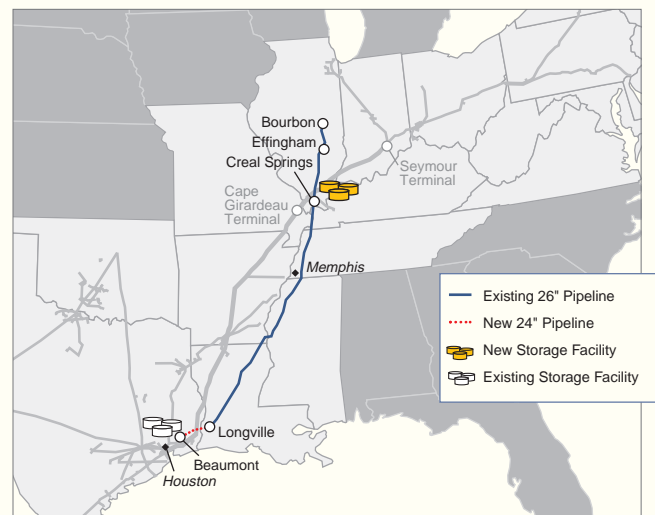 Bourbon
Effingham
Creal Springs
Seymour
Terminal
Cape
Girardeau
Terminal
Memphis
Existing 26" Pipeline
New 24" Pipeline
New Storage Facility
Existing Storage Facility
Longville
Beaumont
Houston